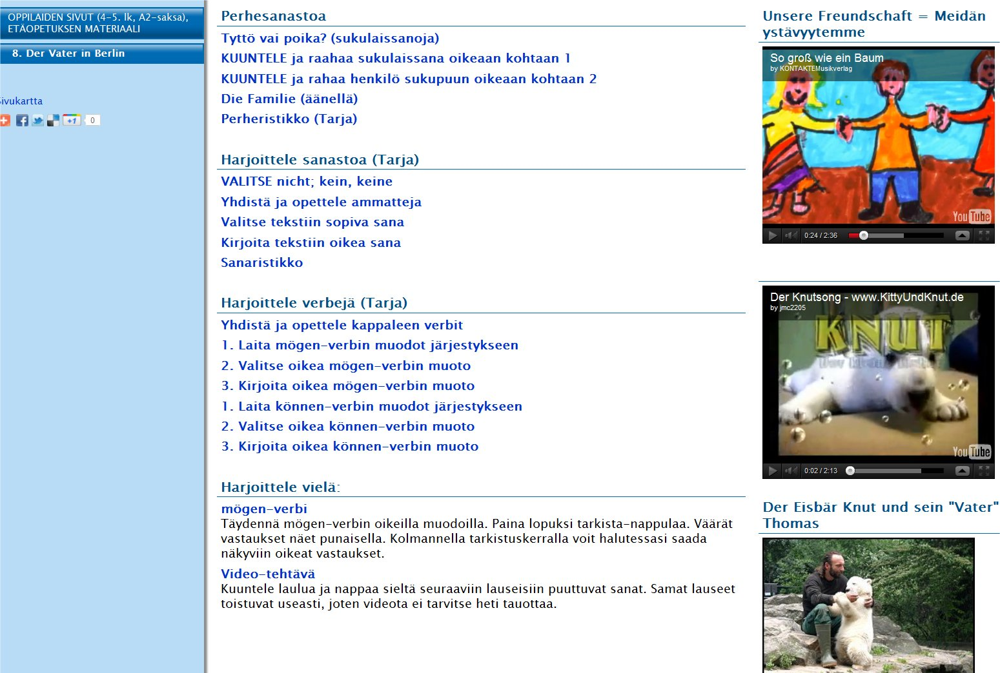 OPPILAIDEN SIVUT (4-5. lk, A2-saksa),
ETÄOPETUKSEN MATERIAALI
8. Der Vater in Berlin
Sivukartta
+1
0
Perhesanastoa
Tyttö vai poika? (sukulaissanoja)
KUUNTELE ja raahaa sukulaissana oikeaan kohtaan 1
KUUNTELE ja rahaa henkilö sukupuun oikeaan kohtaan 2
Die Familie (äänellä)
Perheristikko (Tarja)
Harjoittele sanastoa (Tarja)
VALITSE nicht; kein, keine
Yhdistä ja opettele ammatteja
Valitse tekstiin sopiva sana
Kirjoita tekstiin oikea sana
Sanaristikko
Harjoittele verbejä (Tarja)
Yhdistä ja opettele kappaleen verbit
1. Laita mögen-verbin muodot järjestykseen
2. Valitse oikea mögen-verbin muoto
3. Kirjoita oikea mögen-verbin muoto
1. Laita können-verbin muodot järjestykseen
2. Valitse oikea können-verbin muoto
3. Kirjoita oikea können-verbin muoto
Harjoittele vielä:
mögen-verbi
Täydennä mögen-verbin oikeilla muodoilla. Paina lopuksi tarkista-nappulaa. Väärät
vastaukset näet punaisella. Kolmannella tarkistuskerralla voit halutessasi saada
näkyviin oikeat vastaukset.
Video-tehtävä
Kuuntele laulua ja nappaa sieltä seuraaviin lauseisiin puuttuvat sanat. Samat lauseet
toistuvat useasti, joten videota ei tarvitse heti tauottaa.
Unsere Freundschaft = Meidän
ystävyytemme
So groß wie ein Baum
by KONTAKTEMusikverlag
YouTube
0:24 / 2:36
Der Knutsong - www.KittyUndKnut.de
by jmc2205
KNUT
YouTube
0:02 / 2:13
Der Eisbär Knut und sein "Vater"
Thomas